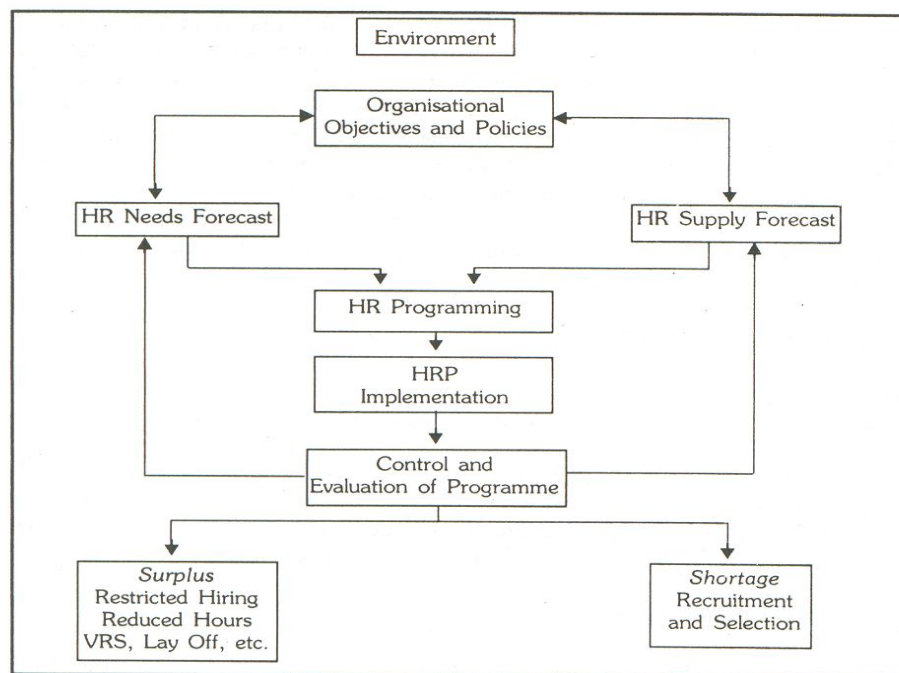 Environment
Organisational
Objectives and Policies
HR Needs Forecast
HR Supply Forecast
HR Programming
HRP
Implementation
Control and
Evaluation of Programme
Surplus
Restricted Hiring
Reduced Hours
VRS, Lay Off, etc.
Shortage
Recruitment
and Selection